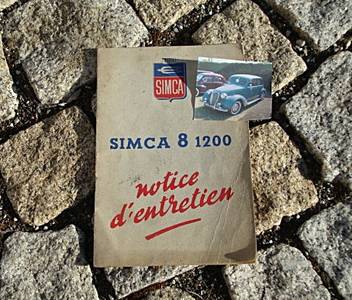 SIMCA
SIMCA 8 1200
notice
d'entretien